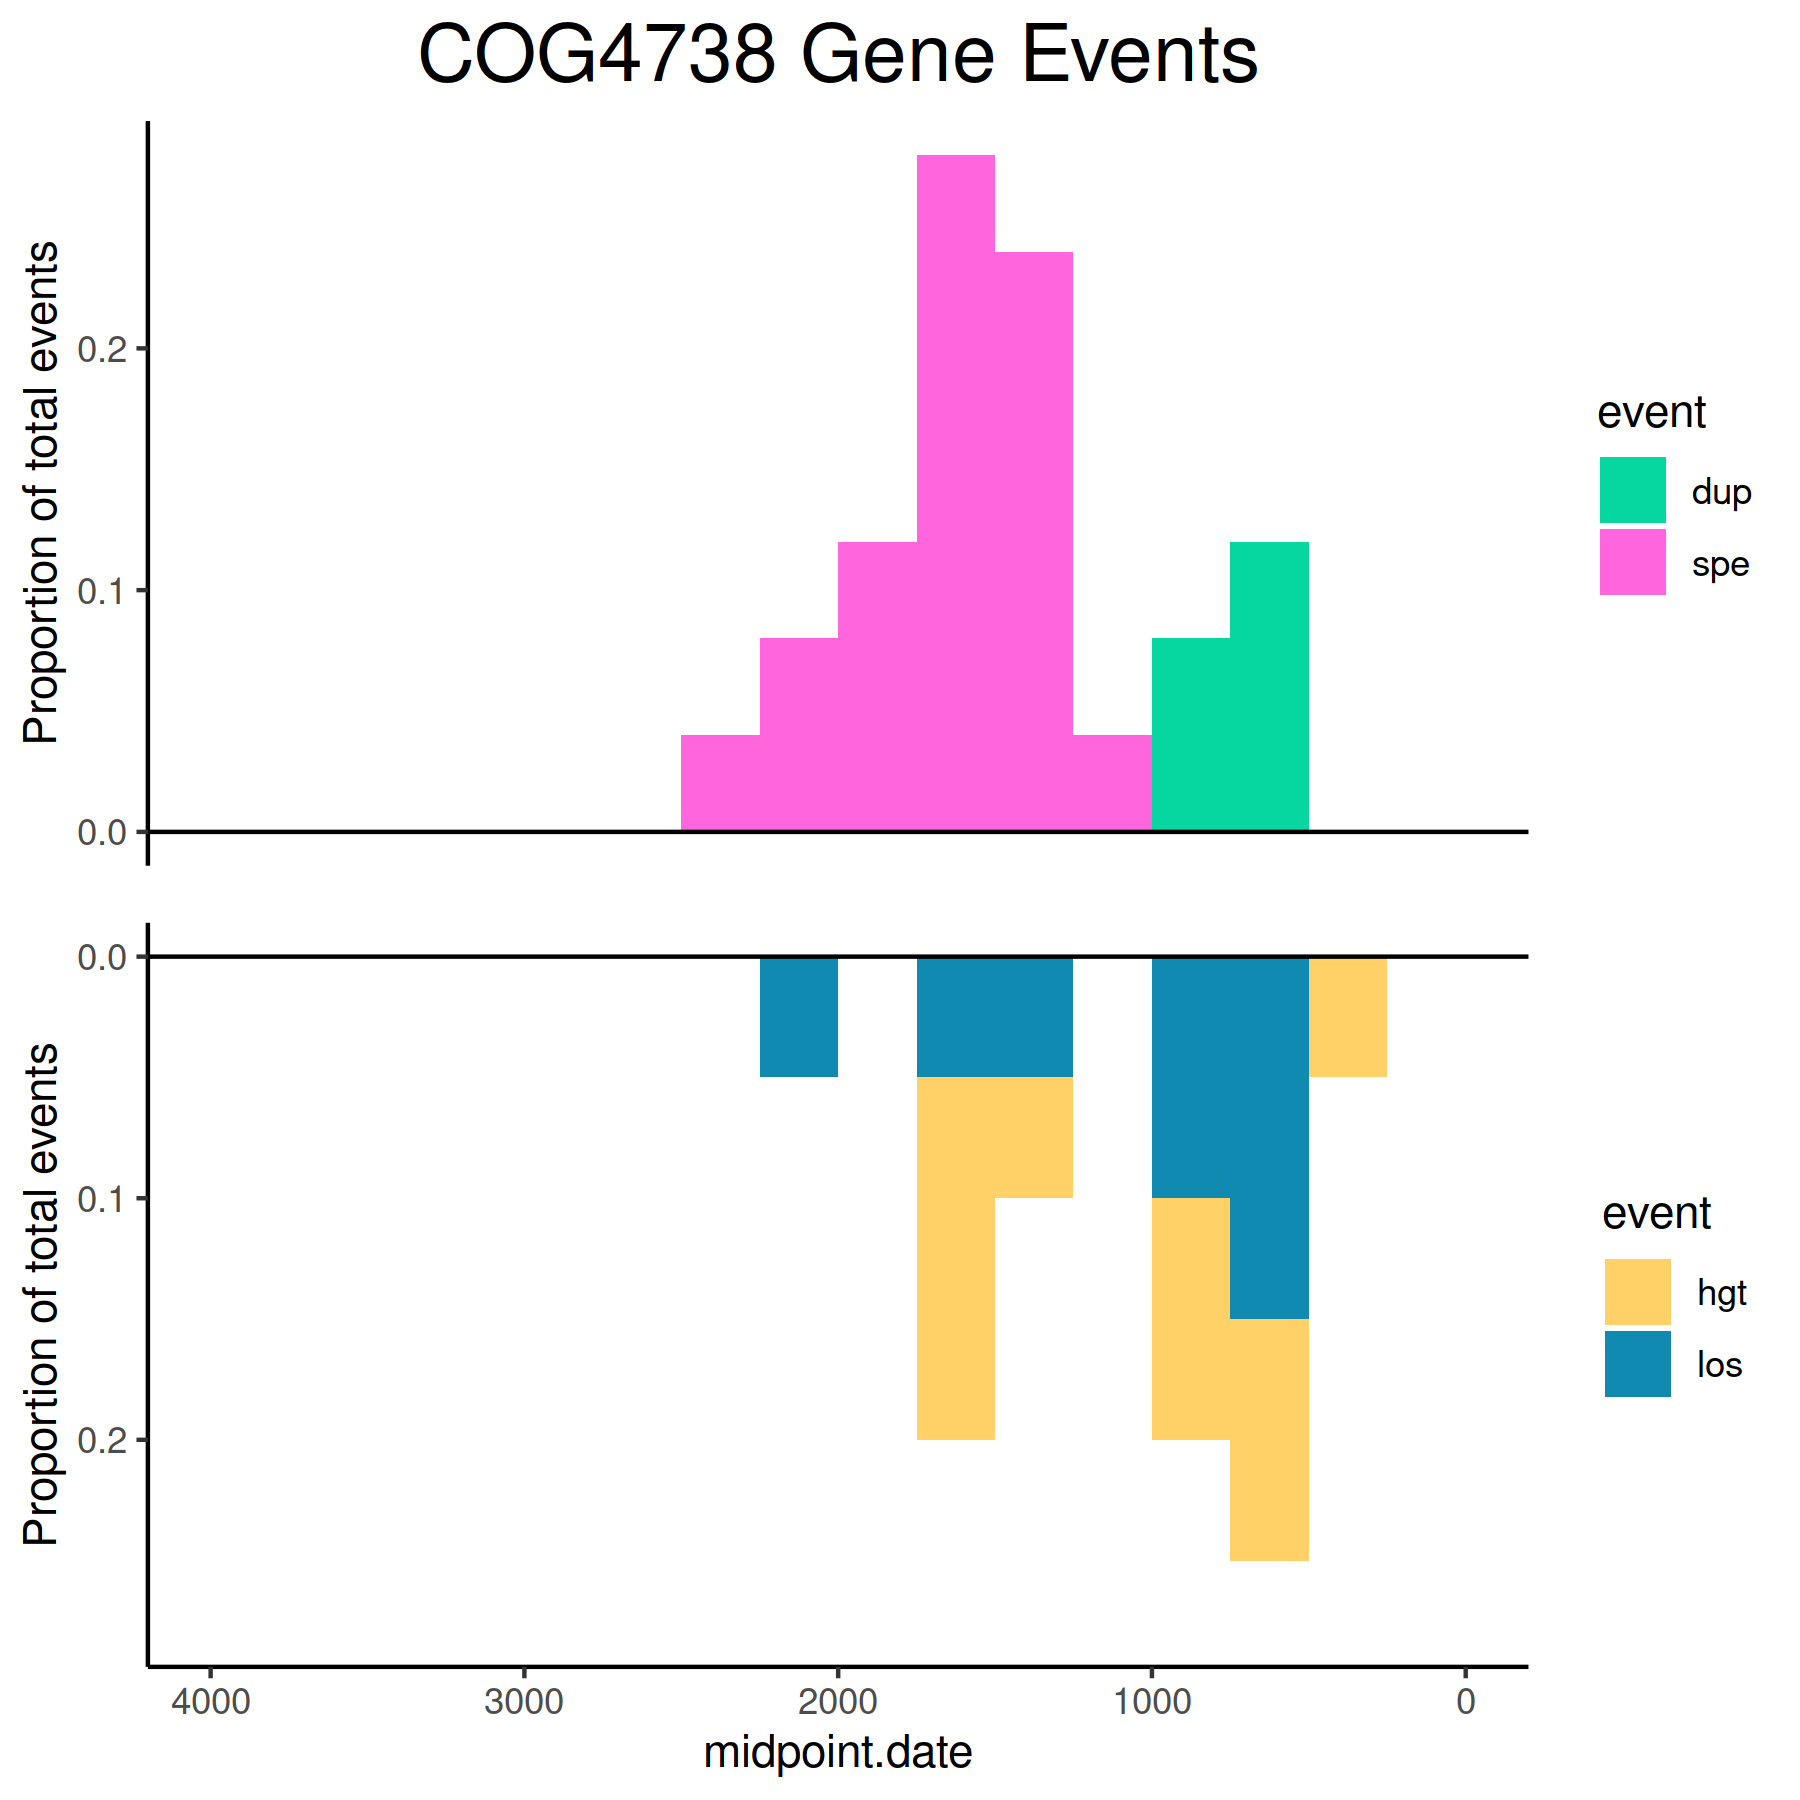 COG4738 Gene Events
Proportion of total events
0.2
0.1
0.0
event
dup
spe
Proportion of total events
0.0
0.1
0.2
event
hgt
los
4000 3000 2000 1000 0
midpoint.date